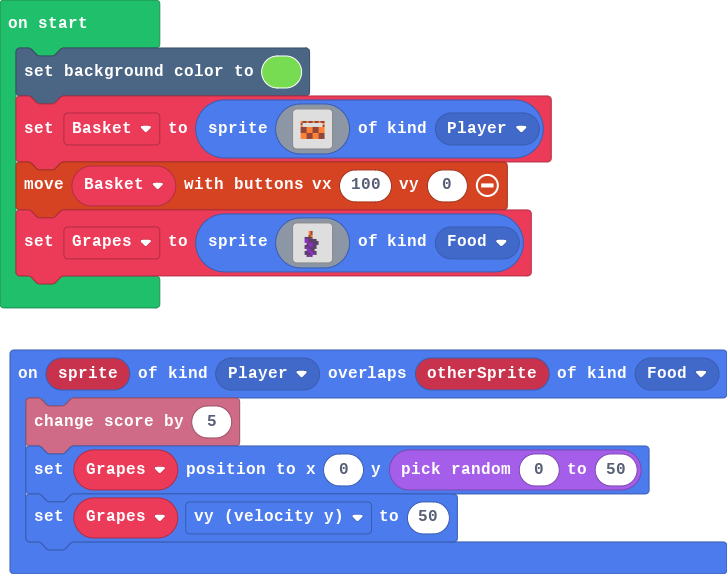 on start
set background color to
set Basket to sprite of kind Player
move Basket with buttons vx 100 vy 0
set Grapes to sprite of kind Food
on sprite of kind Player overlaps otherSprite of kind Food
change score by 5
set Grapes position to x 0 y pick random 0 to 50
set Grapes vy (velocity y) to 50